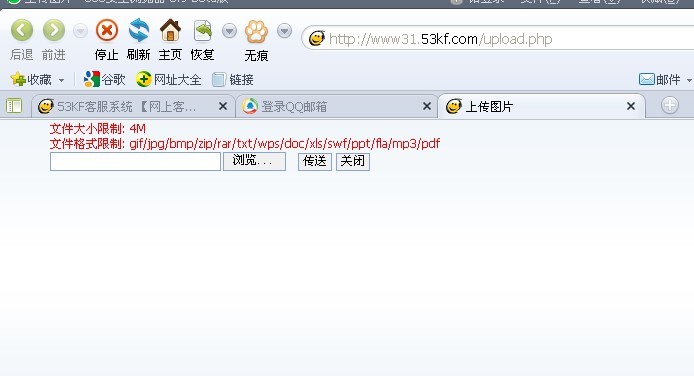 后退 前进 停止 刷新 主页 恢复 无痕
http://www31.53kf.com/upload.php
收藏 谷歌 网址大全 链接 邮件
53KF客服系统 【网上客... 登录QQ邮箱 上传图片
文件大小限制: 4M
文件格式限制: gif/jpg/bmp/zip/rar/txt/wps/doc/xls/swf/ppt/fla/mp3/pdf
浏览... 传送 关闭